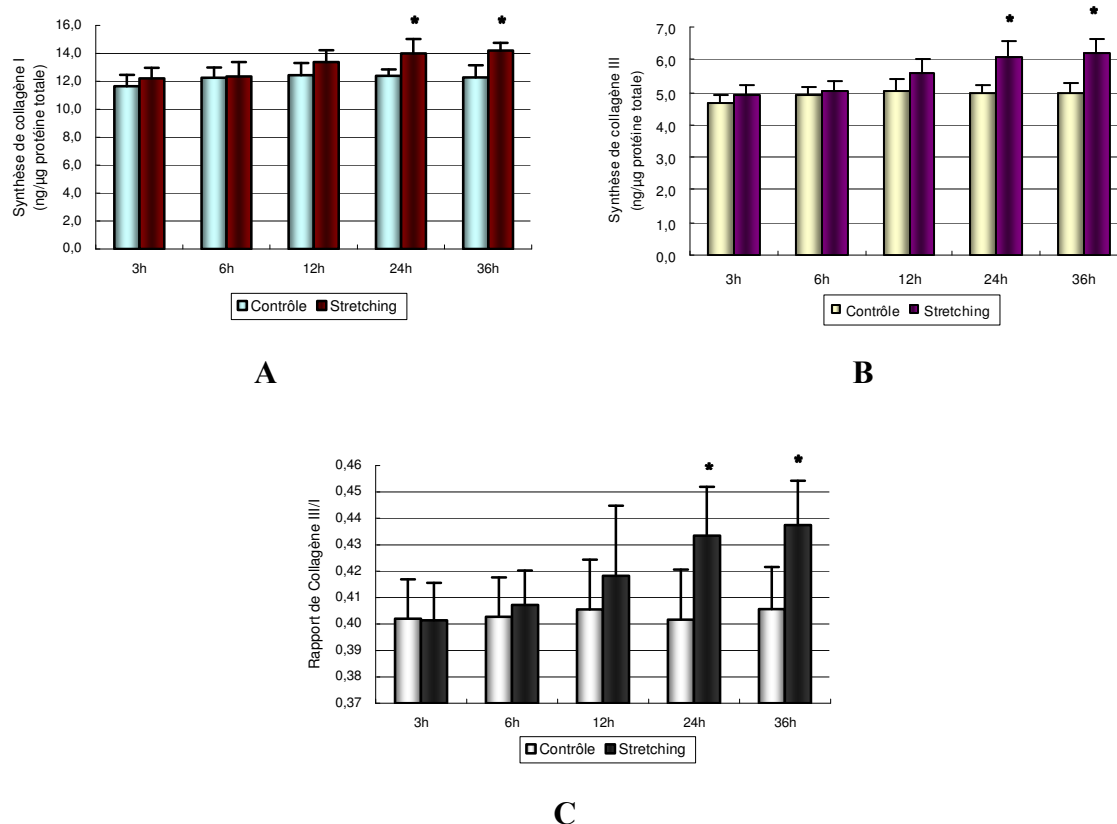 Synthèse de collagène I
(ng/µg protéine totale)
16,0
14,0
12,0
10,0
8,0
6,0
4,0
2,0
0,0
* *
3h 6h 12h 24h 36h
Contrôle Stretching
A
Synthèse de collagène III
(ng/µg protéine totale)
7,0
6,0
5,0
4,0
3,0
2,0
1,0
0,0
* *
3h 6h 12h 24h 36h
Contrôle Stretching
B
Rapport de Collagène III/I
0,46
0,45
0,44
0,43
0,42
0,41
0,40
0,39
0,38
0,37
* *
3h 6h 12h 24h 36h
Contrôle Stretching
C